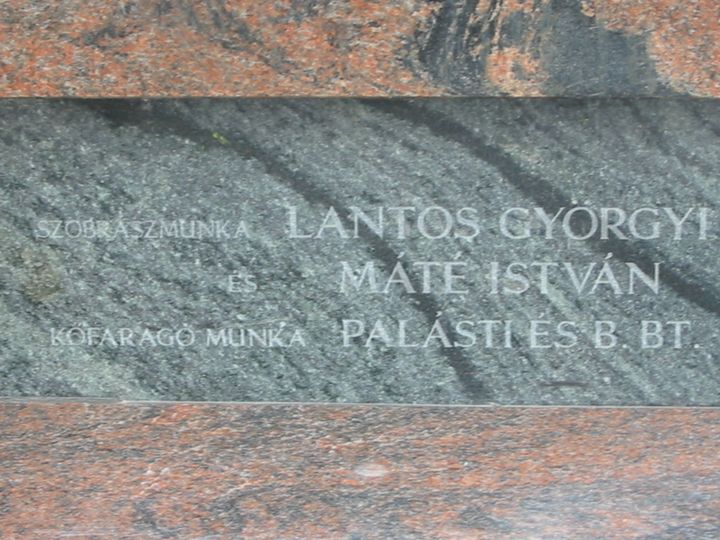 SZOBRÁSZMUNKA LANTOS GYÖRGYI
ÉS MÁTÉ ISTVÁN
KŐFARAGÓ MUNKA PALÁSTI ÉS B. BT.